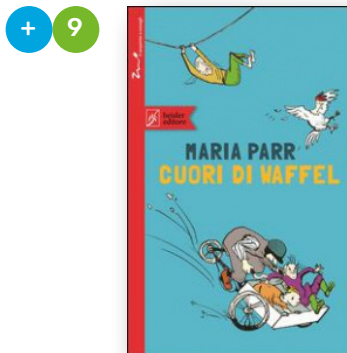 + 9
beisler
editore
MARIA PARR
CUORI DI WAFFEL